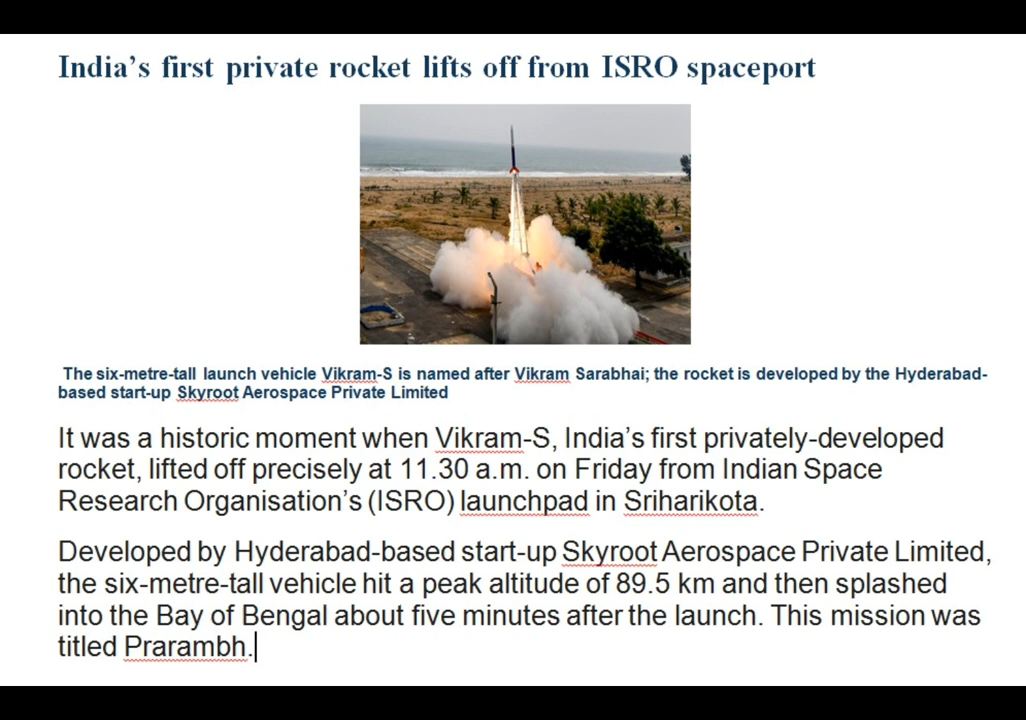 India’s first private rocket lifts off from ISRO spaceport
The six-metre-tall launch vehicle Vikram-S is named after Vikram Sarabhai; the rocket is developed by the Hyderabad-
based start-up Skyroot Aerospace Private Limited
It was a historic moment when Vikram-S, India’s first privately-developed
rocket, lifted off precisely at 11.30 a.m. on Friday from Indian Space
Research Organisation’s (ISRO) launchpad in Sriharikota.
Developed by Hyderabad-based start-up Skyroot Aerospace Private Limited,
the six-metre-tall vehicle hit a peak altitude of 89.5 km and then splashed
into the Bay of Bengal about five minutes after the launch. This mission was
titled Prarambh.